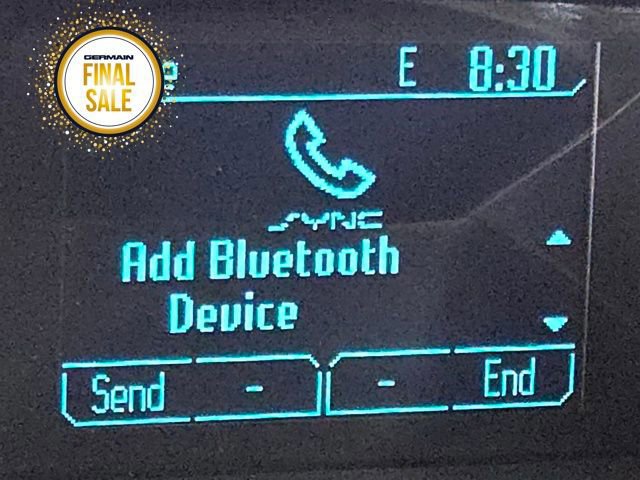 GERMAIN
FINAL
SALE
E 8:30
SYNC
Add Bluetooth
Device
Send - - End